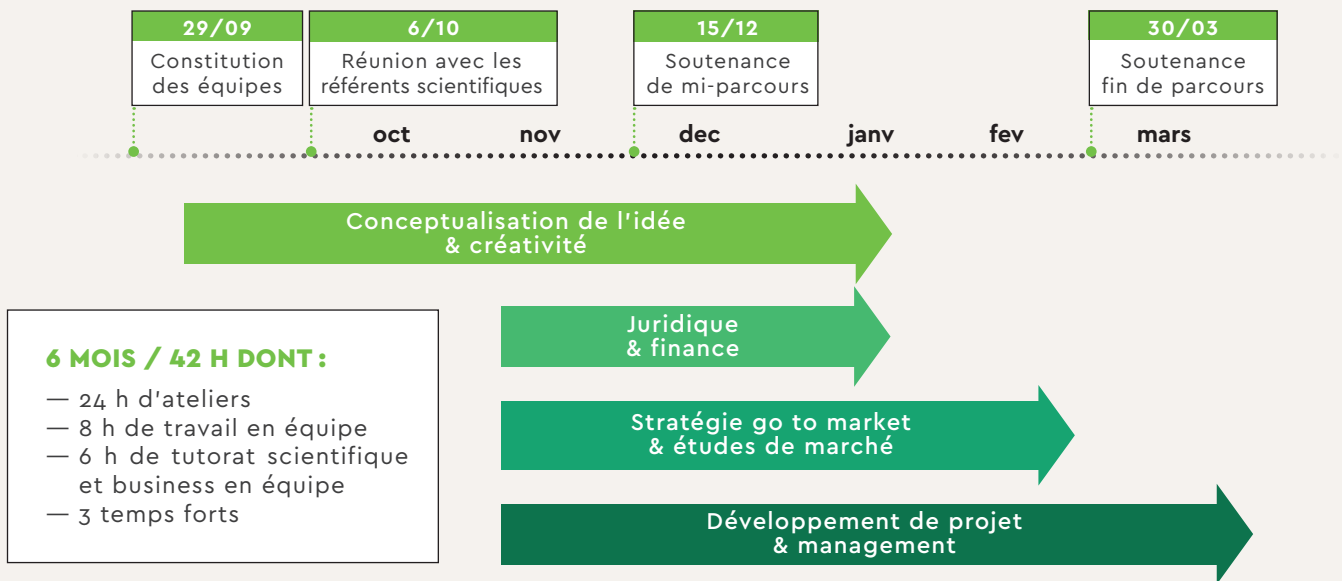 29/09
Constitution
des équipes
6/10
Réunion avec les
référents scientifiques
15/12
Soutenance
de mi-parcours
30/03
Soutenance
fin de parcours
oct
nov
dec
janv
fev
mars
Conceptualisation de l'idée
& créativité
Juridique
& finance
Stratégie go to market
& études de marché
Développement de projet
& management
6 MOIS / 42 H DONT :
— 24 h d'ateliers
— 8 h de travail en équipe
— 6 h de tutorat scientifique
et business en équipe
— 3 temps forts